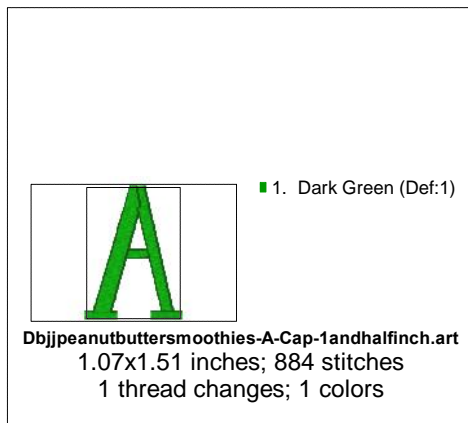 A
1. Dark Green (Def:1)
Dbjjpeanutbuttersmoothies-A-Cap-1andhalfinch.art
1.07x1.51 inches; 884 stitches
1 thread changes; 1 colors